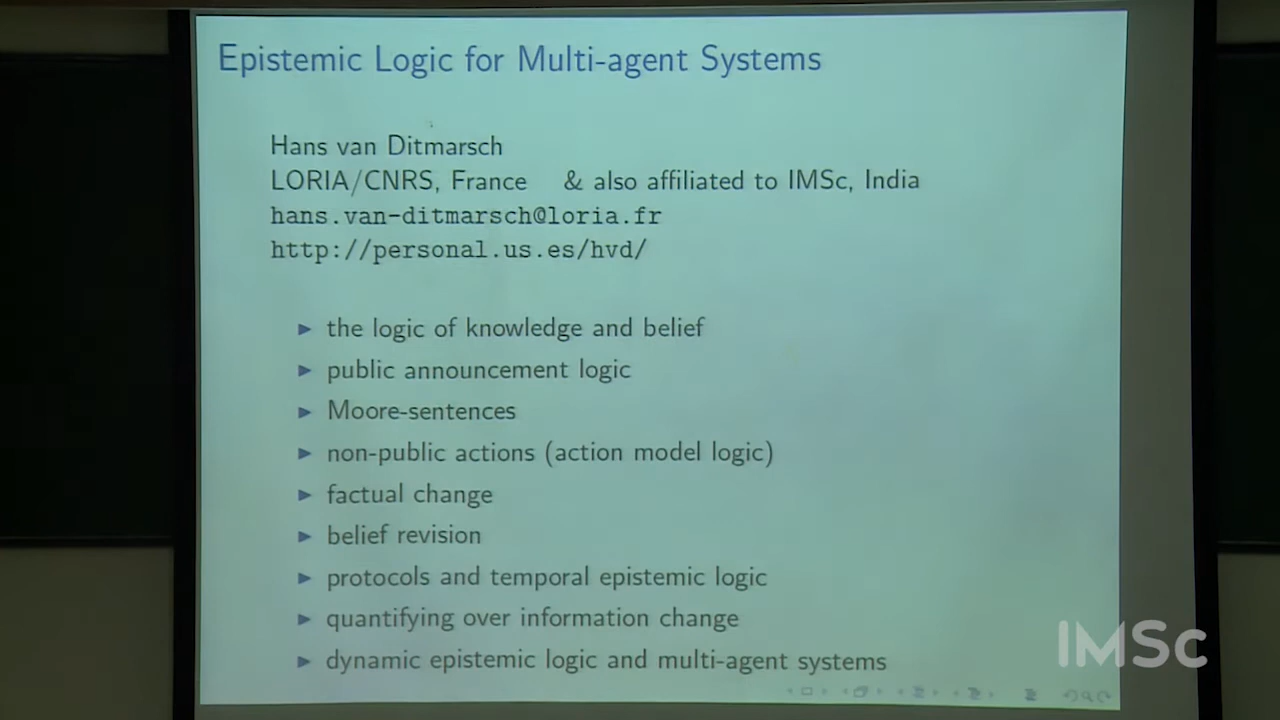 Epistemic Logic for Multi-agent Systems
Hans van Ditmarsch
LORIA/CNRS, France & also affiliated to IMSc, India
hans.van-ditmarsch@loria.fr
http://personal.us.es/hvd/
the logic of knowledge and belief
public announcement logic
Moore-sentences
non-public actions (action model logic)
factual change
belief revision
protocols and temporal epistemic logic
quantifying over information change
dynamic epistemic logic and multi-agent systems
IMSc